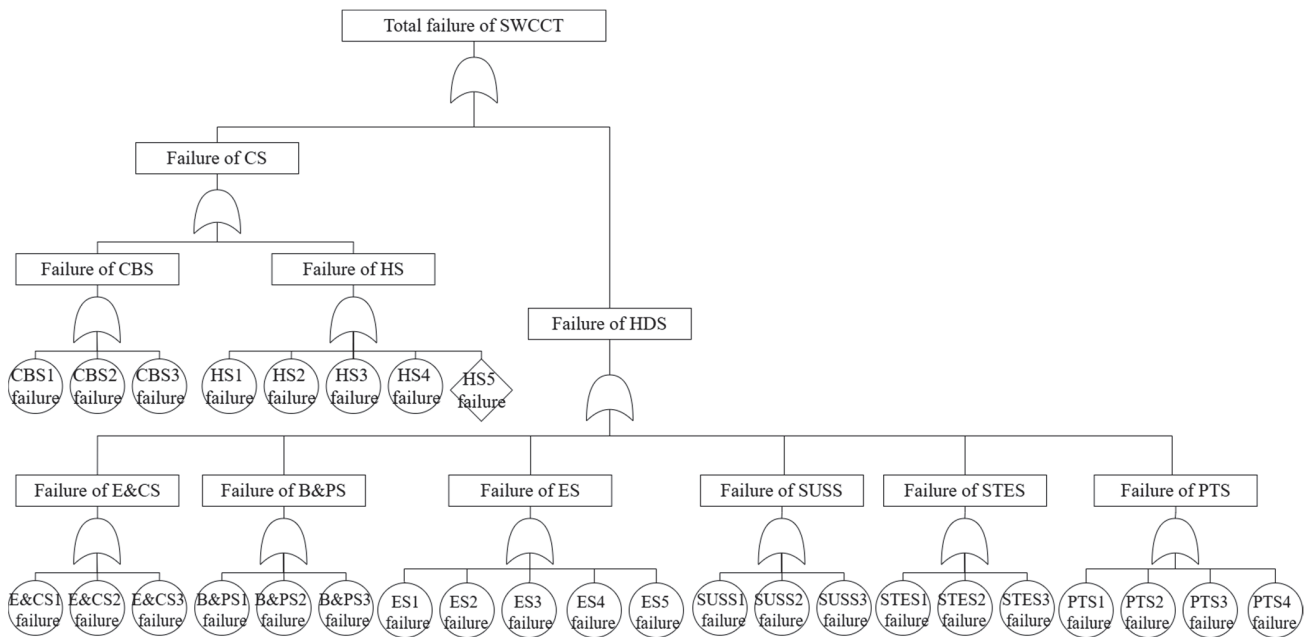 Total failure of SWCCT
Failure of CS
Failure of CBS
Failure of HS
Failure of HDS
CBS1
failure
CBS2
failure
CBS3
failure
HS1
failure
HS2
failure
HS3
failure
HS4
failure
HS5
failure
Failure of E&CS
Failure of B&PS
Failure of ES
Failure of SUSS
Failure of STES
Failure of PTS
E&CS1
failure
E&CS2
failure
E&CS3
failure
B&PS1
failure
B&PS2
failure
B&PS3
failure
ES1
failure
ES2
failure
ES3
failure
ES4
failure
ES5
failure
SUSS1
failure
SUSS2
failure
SUSS3
failure
STES1
failure
STES2
failure
STES3
failure
PTS1
failure
PTS2
failure
PTS3
failure
PTS4
failure